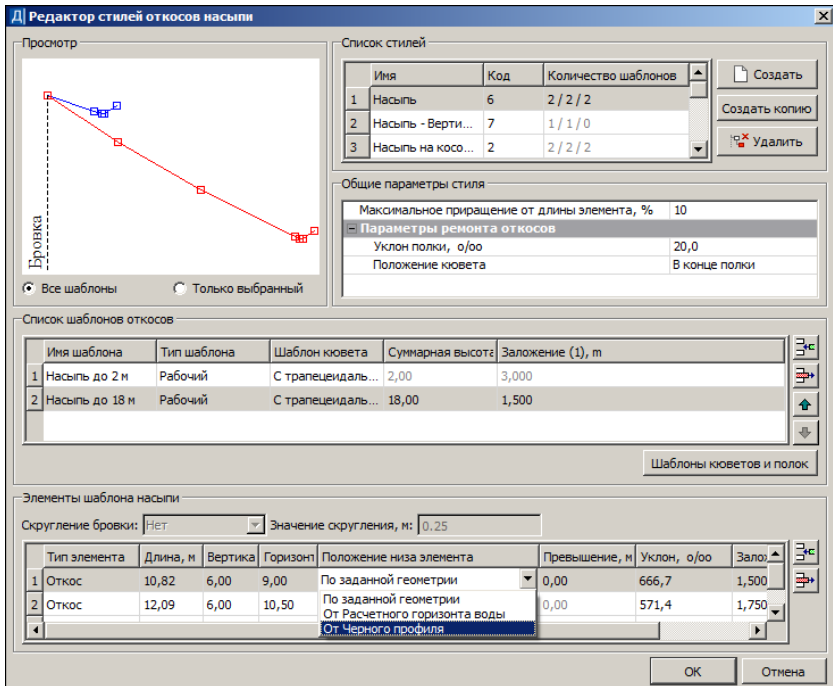 Редактор стилей откосов насыпи
Просмотр
Бровка
Все шаблоны Только выбранный
Список стилей
Имя Код Количество шаблонов
1 Насыпь 6 2 / 2 / 2
2 Насыпь - Верти... 7 1 / 1 / 0
3 Насыпь на косо... 2 2 / 2 / 2
Создать
Создать копию
Удалить
Общие параметры стиля
Максимальное приращение от длины элемента, % 10
Параметры ремонта откосов
Уклон полки, о/оо 20,0
Положение кювета В конце полки
Список шаблонов откосов
Имя шаблона Тип шаблона Шаблон кювета Суммарная высота Заложение (1), m
1 Насыпь до 2 м Рабочий С трапецеидаль... 2,00 3,000
2 Насыпь до 18 м Рабочий С трапецеидаль... 18,00 1,500
Шаблоны кюветов и полок
Элементы шаблона насыпи
Скругление бровки: Нет Значение скругления, м: 0.25
Тип элемента Длина, м Вертика Горизонт Положение низа элемента Превышение, м Уклон, о/оо Залож
1 Откос 10,82 6,00 9,00 По заданной геометрии 0,00 666,7 1,500
2 Откос 12,09 6,00 10,50 По заданной геометрии 0,00 571,4 1,750
От Расчетного горизонта воды
От Черного профиля
OK Отмена